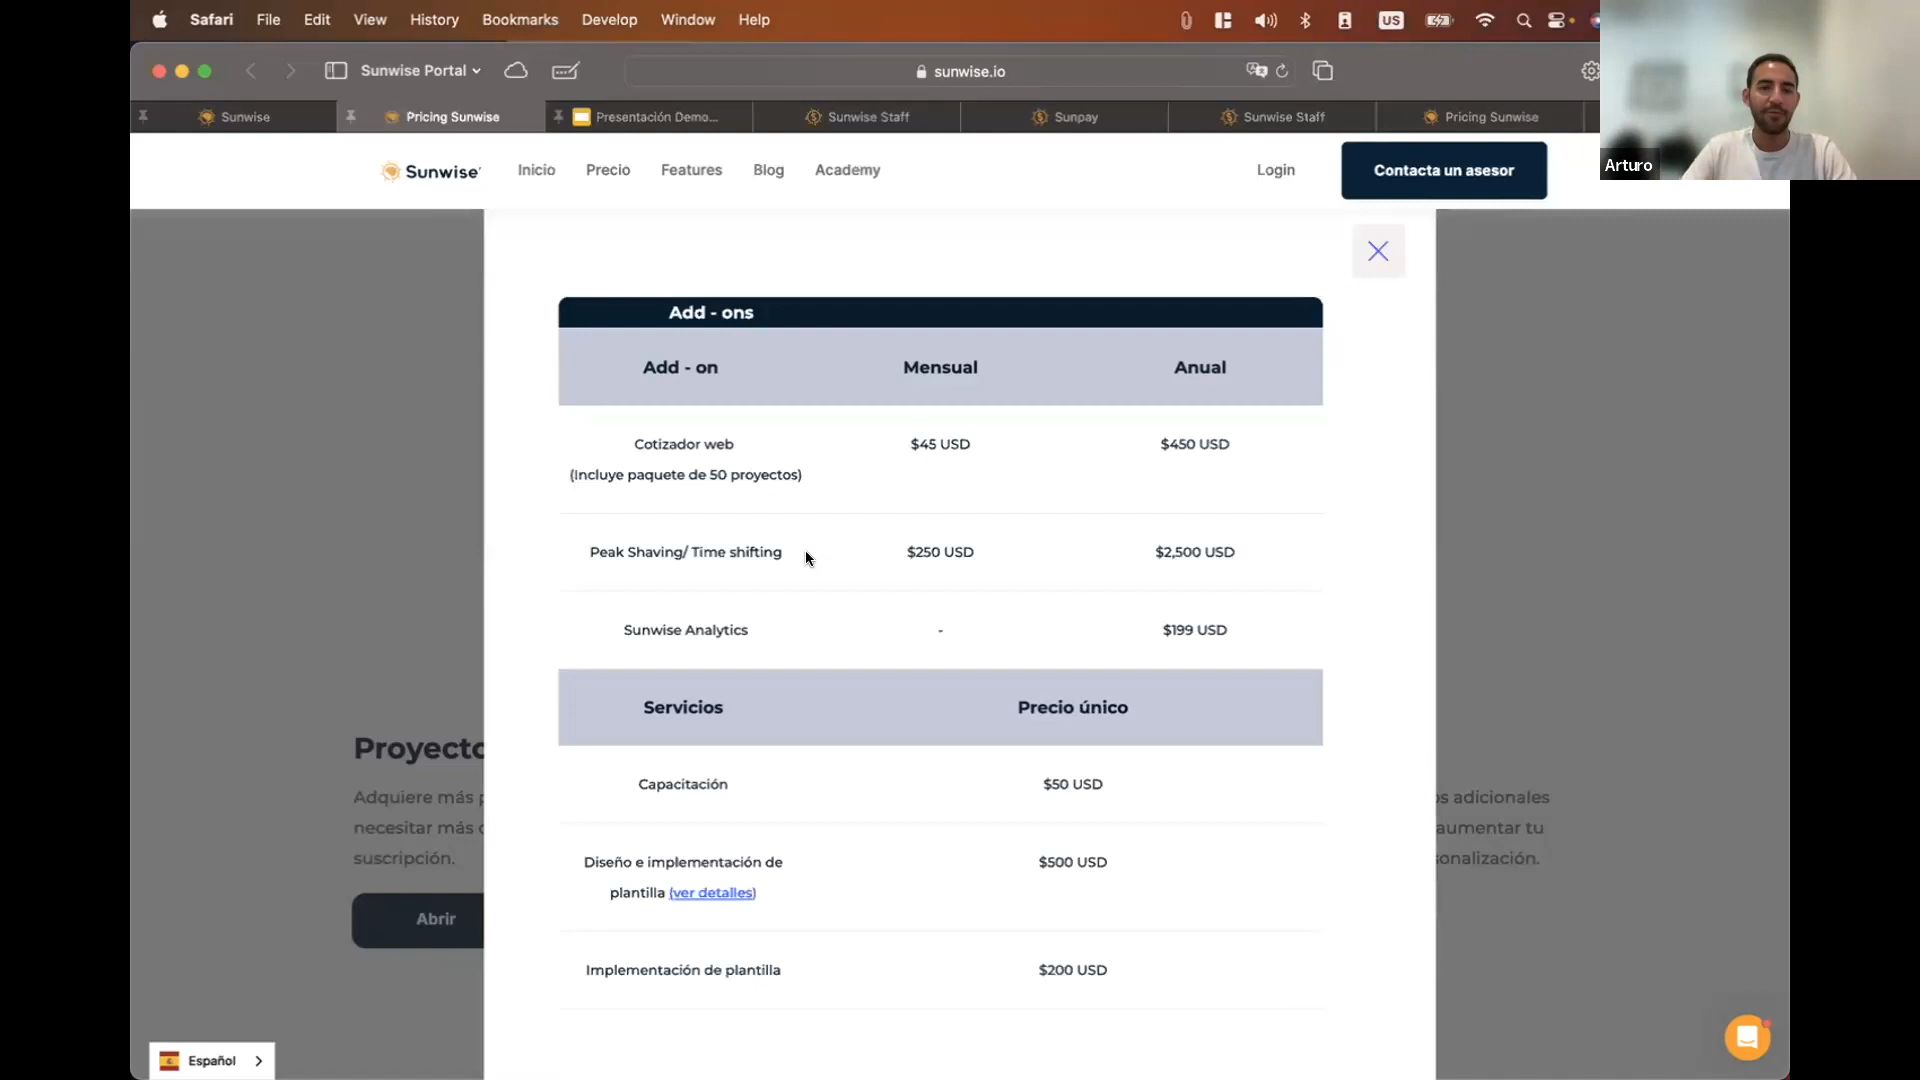 Safari File Edit View History Bookmarks Develop Window Help US
Sunwise Portal sunwise.io
Sunwise Pricing Sunwise Presentación Demo... Sunwise Staff Sunpay Sunwise Staff Pricing Sunwise
Arturo
Sunwise Inicio Precio Features Blog Academy Login Contacta un asesor
Add - ons
Add - on Mensual Anual
Cotizador web $45 USD $450 USD
(Incluye paquete de 50 proyectos)
Peak Shaving/ Time shifting $250 USD $2,500 USD
Sunwise Analytics - $199 USD
Servicios Precio único
Capacitación $50 USD
Diseño e implementación de $500 USD
plantilla (ver detalles)
Implementación de plantilla $200 USD
Proyecto
Adquiere más
necesitar más
suscripción.
Abrir
os adicionales
aumentar tu
sonalización.
Español